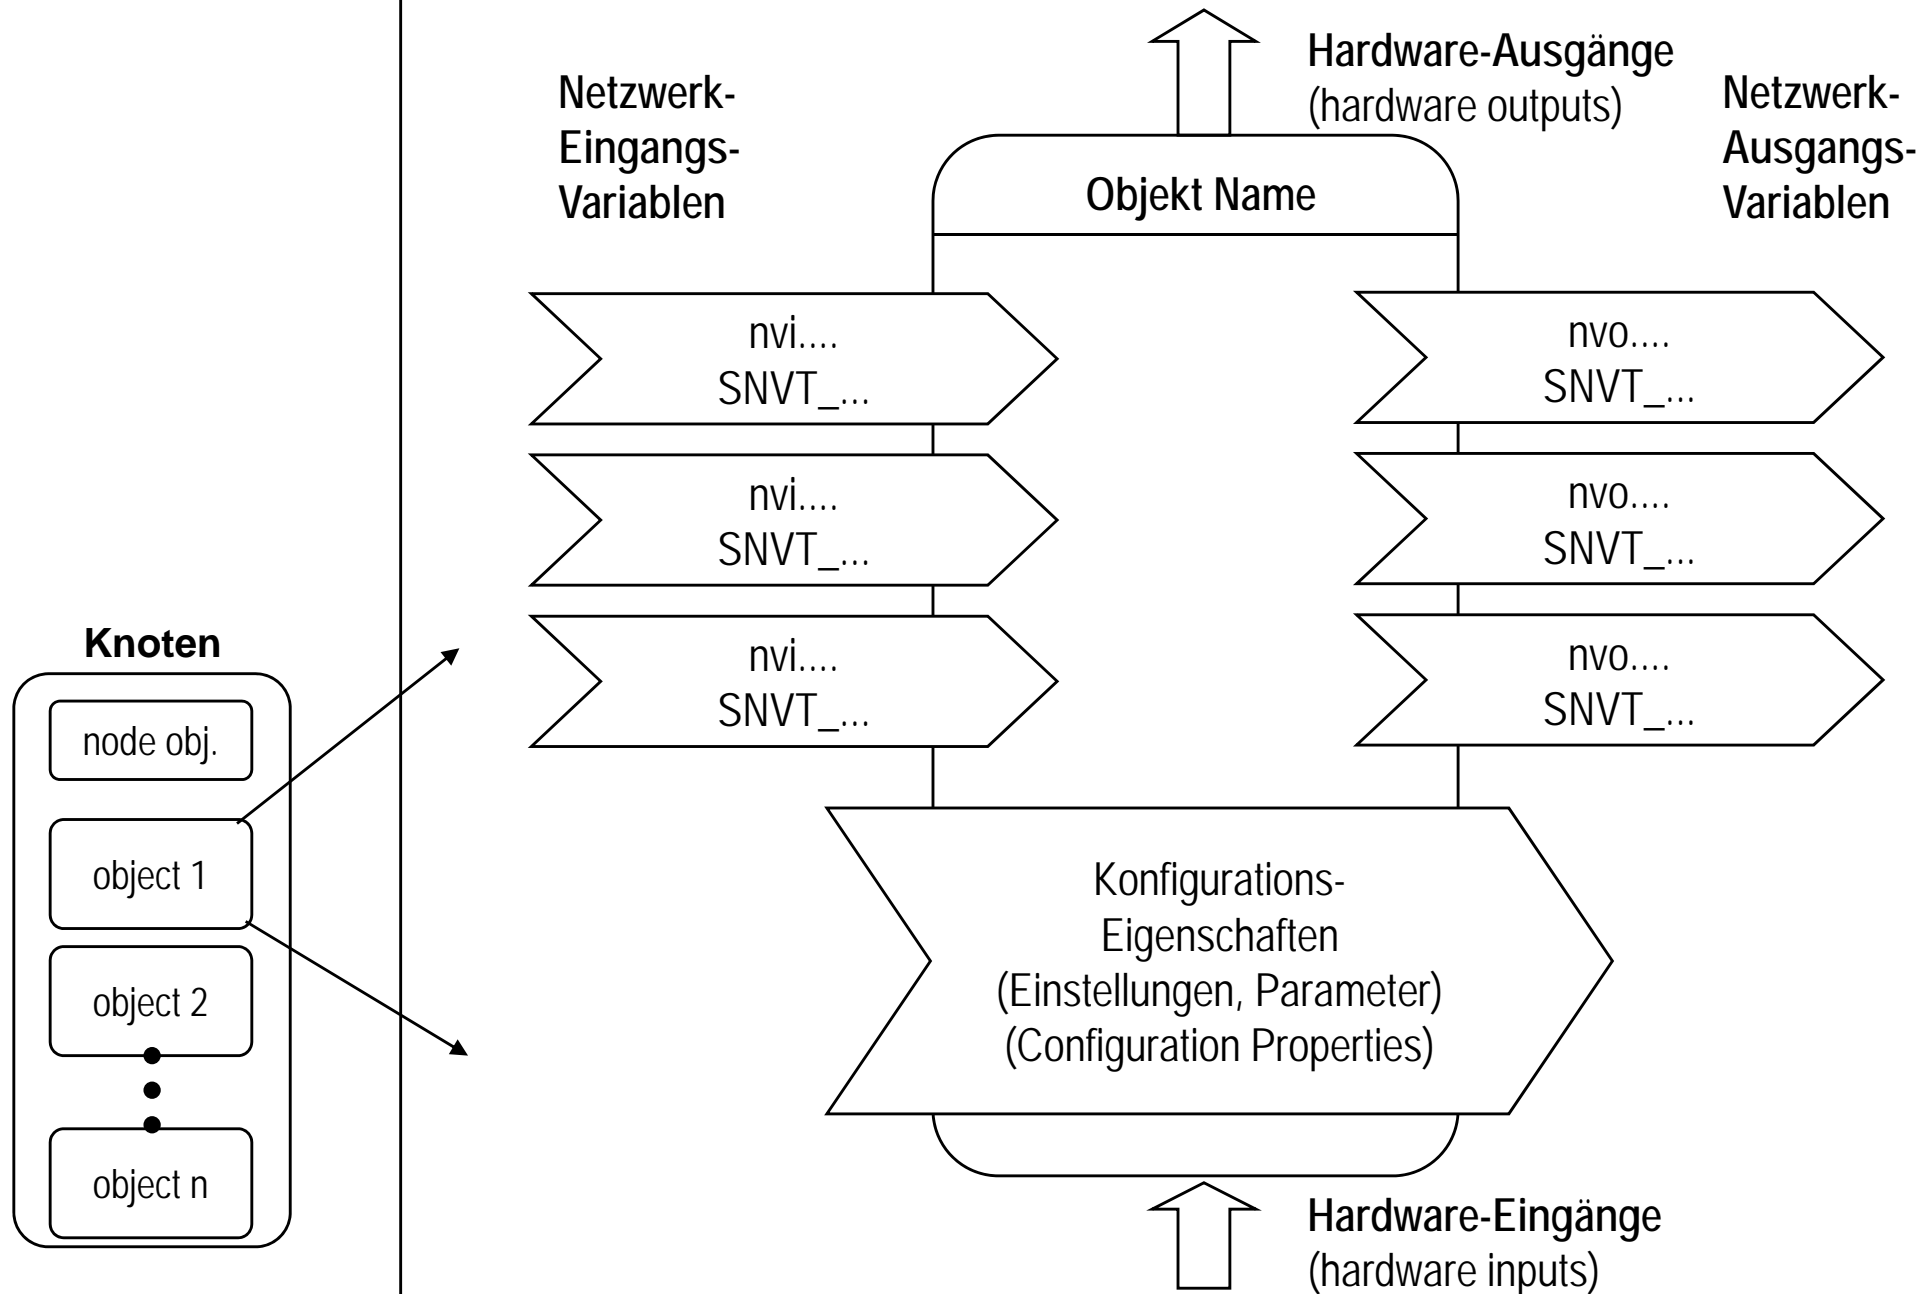 Knoten
node obj.
object 1
object 2
object n
Netzwerk-
Eingangs-
Variablen
Hardware-Ausgänge
(hardware outputs)
Netzwerk-
Ausgangs-
Variablen
Objekt Name
nvi....
SNVT_...
nvo....
SNVT_...
nvi....
SNVT_...
nvo....
SNVT_...
nvi....
SNVT_...
nvo....
SNVT_...
Konfigurations-
Eigenschaften
(Einstellungen, Parameter)
(Configuration Properties)
Hardware-Eingänge
(hardware inputs)